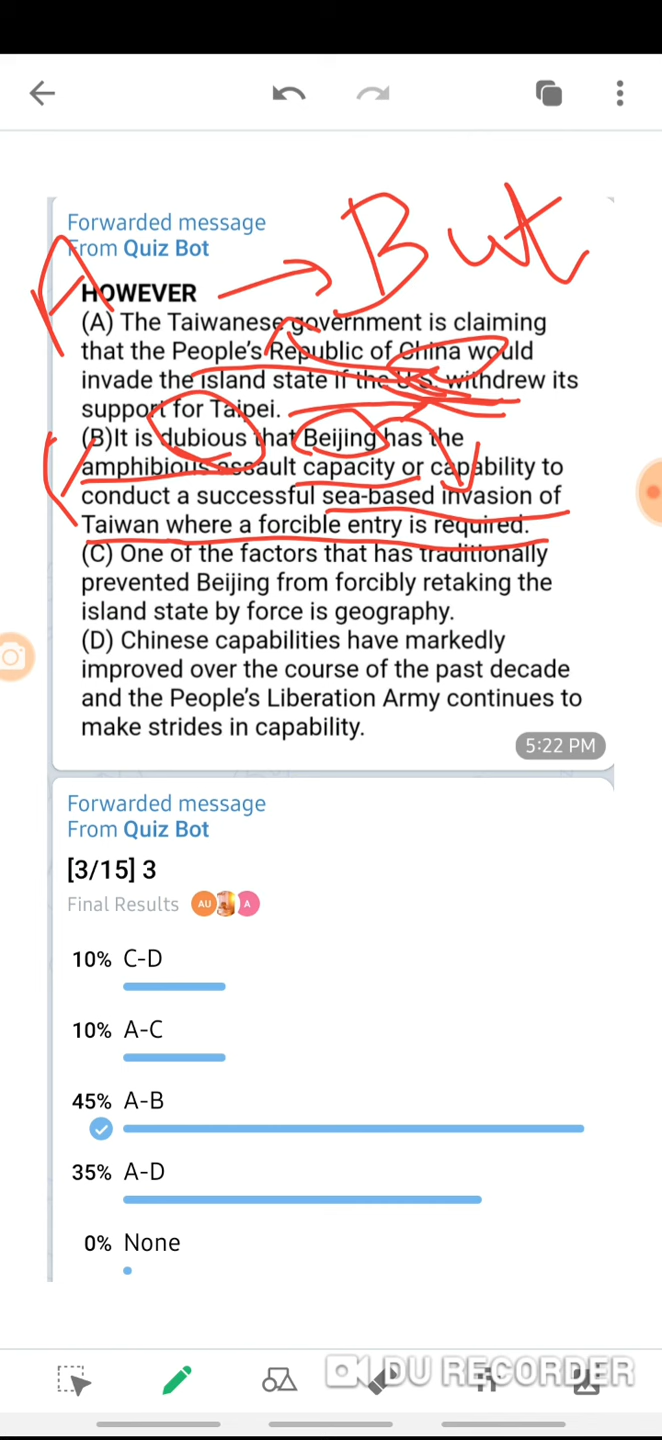 But
Forwarded message
From Quiz Bot
HOWEVER
(A) The Taiwanese government is claiming
that the People's Republic of China would
invade the island state if the U.S. withdrew its
support for Taipei.
(B)It is dubious that Beijing has the
amphibious assault capacity or capability to
conduct a successful sea-based invasion of
Taiwan where a forcible entry is required.
(C) One of the factors that has traditionally
prevented Beijing from forcibly retaking the
island state by force is geography.
(D) Chinese capabilities have markedly
improved over the course of the past decade
and the People's Liberation Army continues to
make strides in capability.
5:22 PM
Forwarded message
From Quiz Bot
[3/15] 3
Final Results AU A
10% C-D
10% A-C
45% A-B
35% A-D
0% None
DU RECORDER